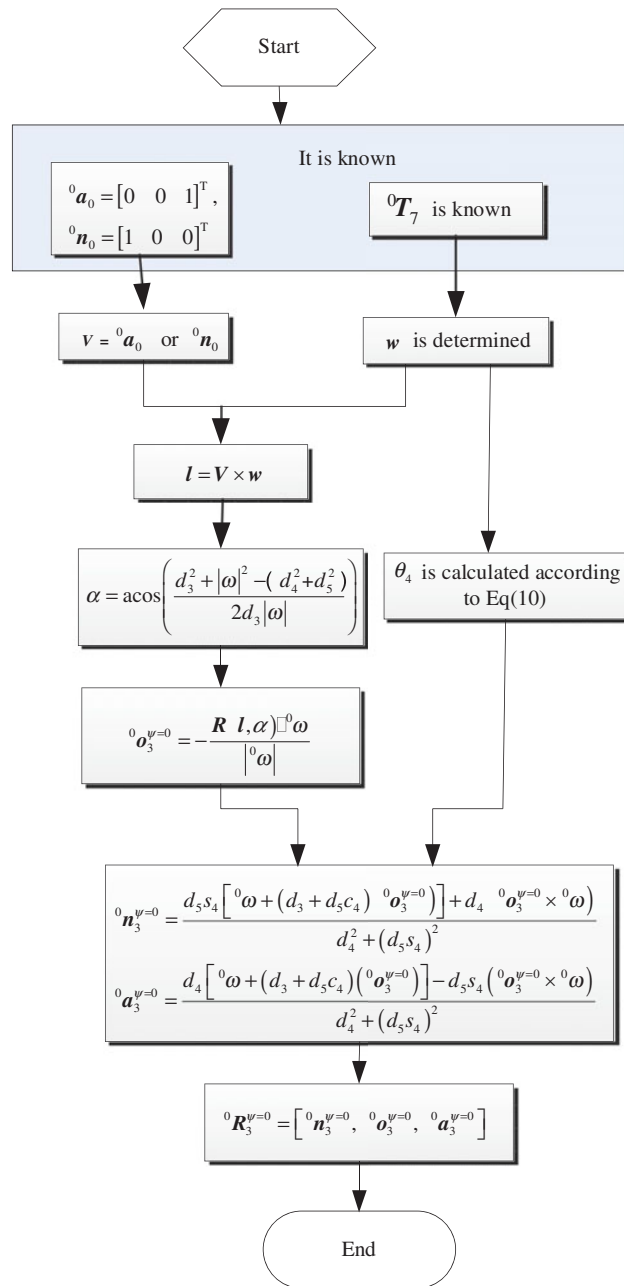 Start
It is known
⁰a₀ = [0 0 1]ᵀ,
⁰n₀ = [1 0 0]ᵀ
⁰T₇ is known
V = ⁰a₀ or ⁰n₀
w is determined
l = V × w
α = acos((d₃² + |ω|² − (d₄² + d₅²)) / (2d₃|ω|))
θ₄ is calculated according
to Eq(10)
⁰o₃^{ψ=0} = − (R l,α)□⁰ω / |⁰ω|
⁰n₃^{ψ=0} = (d₅s₄[⁰ω + (d₃ + d₅c₄) ⁰o₃^{ψ=0})] + d₄ ⁰o₃^{ψ=0} × ⁰ω) / (d₄² + (d₅s₄)²)
⁰a₃^{ψ=0} = (d₄[⁰ω + (d₃ + d₅c₄)(⁰o₃^{ψ=0})] − d₅s₄(⁰o₃^{ψ=0} × ⁰ω)) / (d₄² + (d₅s₄)²)
⁰R₃^{ψ=0} = [⁰n₃^{ψ=0}, ⁰o₃^{ψ=0}, ⁰a₃^{ψ=0}]
End